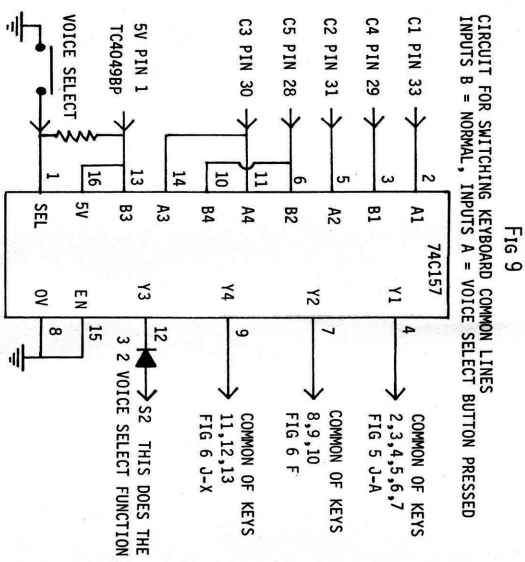 FIG 9
CIRCUIT FOR SWITCHING KEYBOARD COMMON LINES
INPUTS B = NORMAL, INPUTS A = VOICE SELECT BUTTON PRESSED
C1 PIN 33
C4 PIN 29
C2 PIN 31
C5 PIN 28
C3 PIN 30
5V PIN 1
TC4049BP
VOICE SELECT
2
3
5
6
11
10
14
13
16
1
74C157
A1
B1
A2
B2
A4
B4
A3
B3
5V
SEL
Y1
Y2
Y4
Y3
EN
0V
4
7
9
12
15
8
COMMON OF KEYS
2,3,4,5,6,7
FIG 5 J-A
COMMON OF KEYS
8,9,10
FIG 6 F
COMMON OF KEYS
11,12,13
FIG 6 J-X
S2 THIS DOES THE
3 2 VOICE SELECT FUNCTION